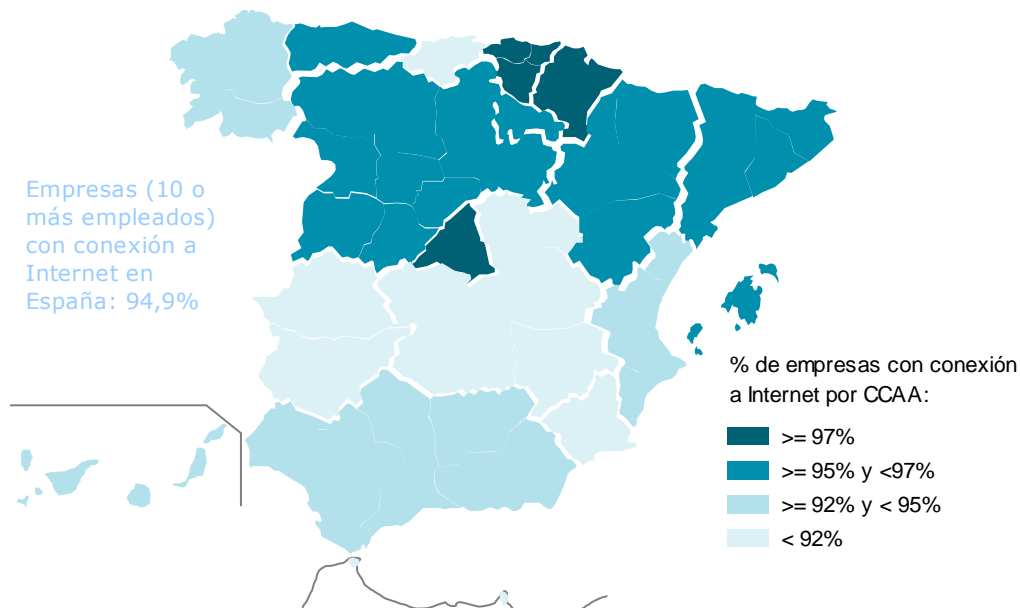 Empresas (10 o
más empleados)
con conexión a
Internet en
España: 94,9%
% de empresas con conexión
a Internet por CCAA:
>= 97%
>= 95% y <97%
>= 92% y < 95%
< 92%